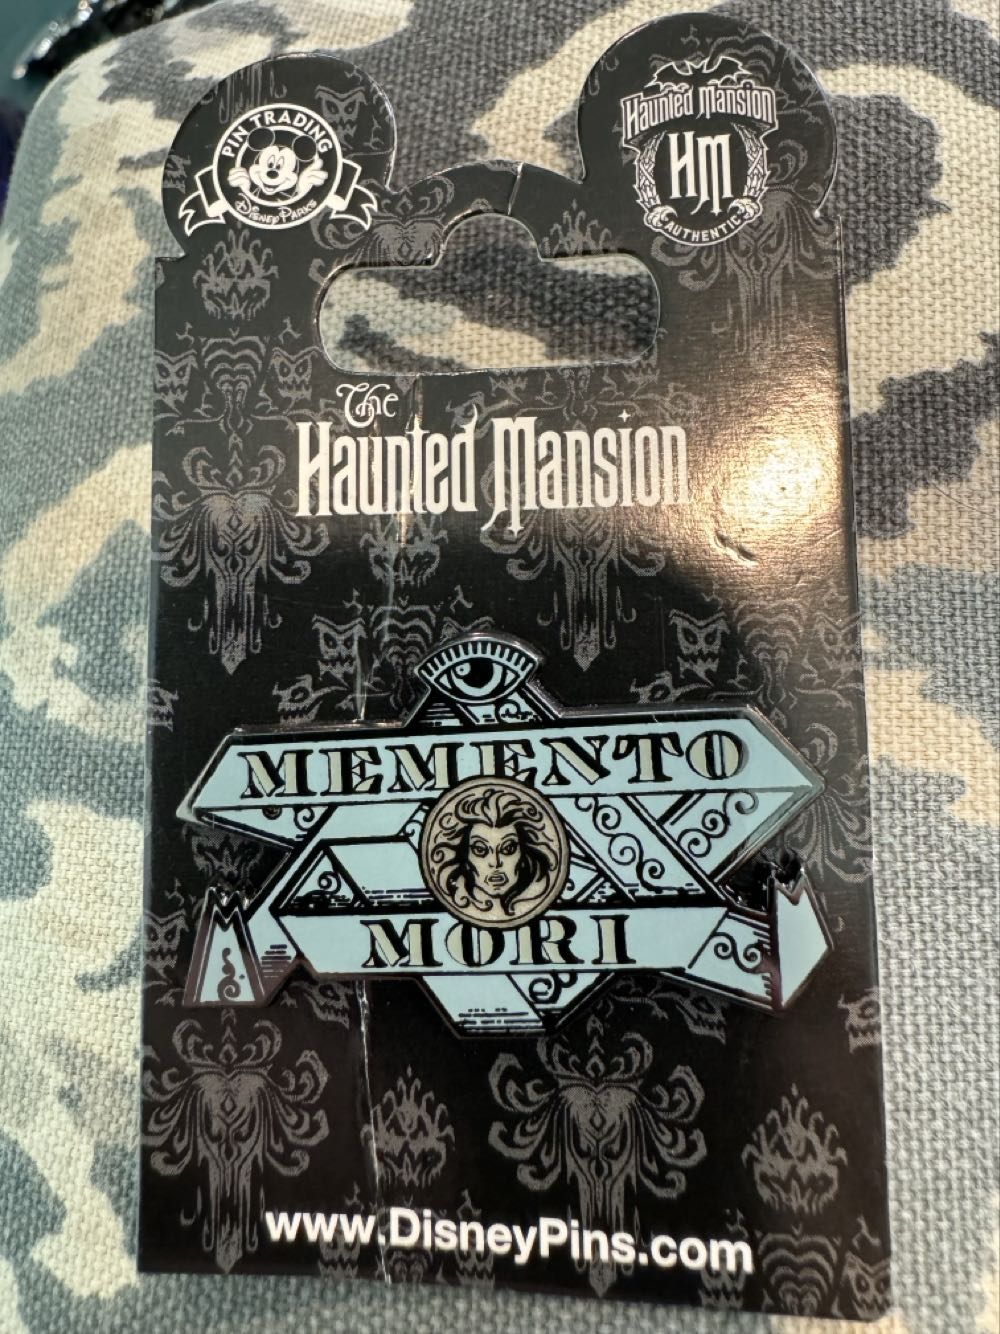 PIN TRADING
Disney Parks
Haunted Mansion
HM
AUTHENTIC
The
Haunted Mansion
MEMENTO
MORI
www.DisneyPins.com